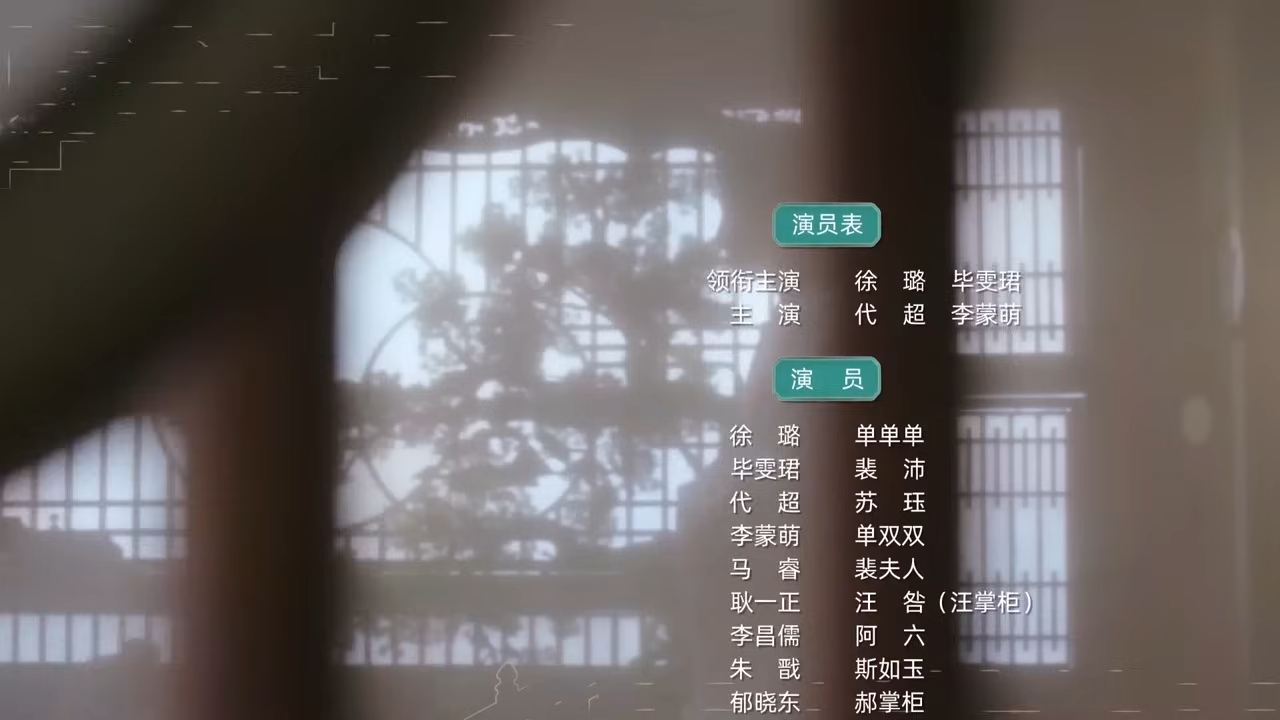 演员表
领衔主演 徐 璐 毕雯珺
主 演 代 超 李蒙萌
演 员
徐 璐 单单单
毕雯珺 裴 沛
代 超 苏 珏
李蒙萌 单双双
马 睿 裴夫人
耿一正 汪 昝（汪掌柜）
李昌儒 阿 六
朱 戬 斯如玉
郁晓东 郝掌柜